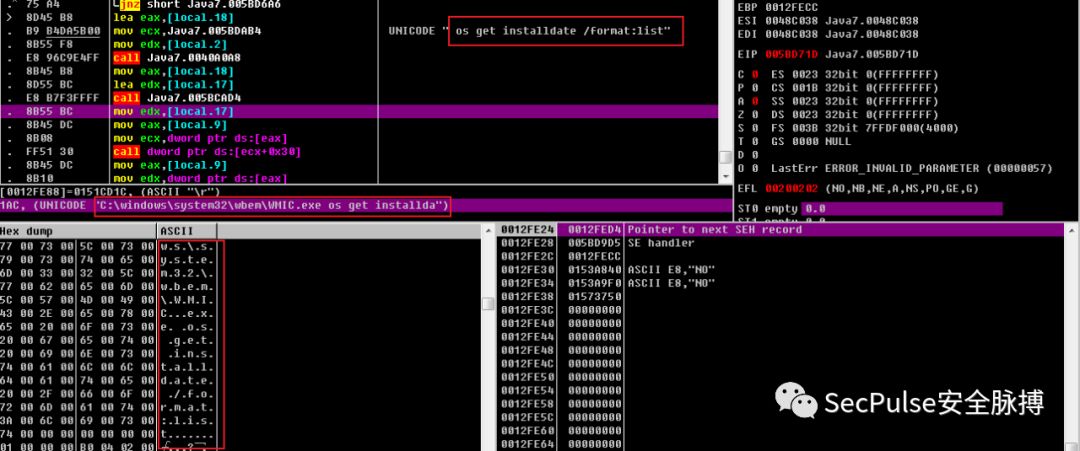 .^ 75 A4 jnz short Java7.005BD6A6
> 8D45 B8 lea eax,[local.18]
. B9 B4DA5B00 mov ecx,Java7.005BDAB4 UNICODE " os get installdate /format:list"
. 8B55 F8 mov edx,[local.2]
. E8 96C9E4FF call Java7.0040A0A8
. 8B45 B8 mov eax,[local.18]
. 8D55 BC lea edx,[local.17]
. E8 B7F3FFFF call Java7.005BCAD4
. 8B55 BC mov edx,[local.17]
. 8B45 DC mov eax,[local.9]
. 8B08 mov ecx,dword ptr ds:[eax]
. FF51 30 call dword ptr ds:[ecx+0x30]
. 8B45 DC mov eax,[local.9]
. 8B10 mov edx,dword ptr ds:[eax]
[0012FE88]=0151CD1C, (ASCII "\r")
1AC, (UNICODE "C:\windows\system32\wbem\WMIC.exe os get installda")
EBP 0012FECC
ESI 0048C038 Java7.0048C038
EDI 0048C038 Java7.0048C038
EIP 005BD71D Java7.005BD71D
C 0 ES 0023 32bit 0(FFFFFFFF)
P 0 CS 001B 32bit 0(FFFFFFFF)
A 0 SS 0023 32bit 0(FFFFFFFF)
Z 0 DS 0023 32bit 0(FFFFFFFF)
S 0 FS 003B 32bit 7FFDF000(4000)
T 0 GS 0000 NULL
D 0
O 0 LastErr ERROR_INVALID_PARAMETER (00000057)
EFL 00200202 (NO,NB,NE,A,NS,PO,GE,G)
ST0 empty 0.0
Hex dump ASCII
77 00 73 00 5C 00 73 00 w.s.\.s.
79 00 73 00 74 00 65 00 y.s.t.e.
6D 00 33 00 32 00 5C 00 m.3.2.\.
77 00 62 00 65 00 6D 00 w.b.e.m.
5C 00 57 00 4D 00 49 00 \.W.M.I.
43 00 2E 00 65 00 78 00 C...e.x.
65 00 20 00 6F 00 73 00 e. .o.s.
20 00 67 00 65 00 74 00 .g.e.t.
20 00 69 00 6E 00 73 00 .i.n.s.
74 00 61 00 6C 00 6C 00 t.a.l.l.
64 00 61 00 74 00 65 00 d.a.t.e.
20 00 2F 00 66 00 6F 00 ./.f.o.
72 00 6D 00 61 00 74 00 r.m.a.t.
3A 00 6C 00 69 00 73 00 :.l.i.s.
74 00 00 00 00 00 00 00 t.......
01 00 00 00 B0 04 02 00
0012FE24 0012FED4 Pointer to next SEH record
0012FE28 005BD9D5 SE handler
0012FE2C 0012FECC
0012FE30 0153A840 ASCII E8,"NO"
0012FE34 0153A9F0 ASCII E8,"NO"
0012FE38 01573750
0012FE3C 00000000
0012FE40 00000000
0012FE44 00000000
0012FE48 00000000
0012FE4C 00000000
0012FE50 00000000
0012FE54 00000000
0012FE58 00000000
0012FE5C 00000000
0012FE60 00000000
0012FE64 00000000
SecPulse安全脉搏